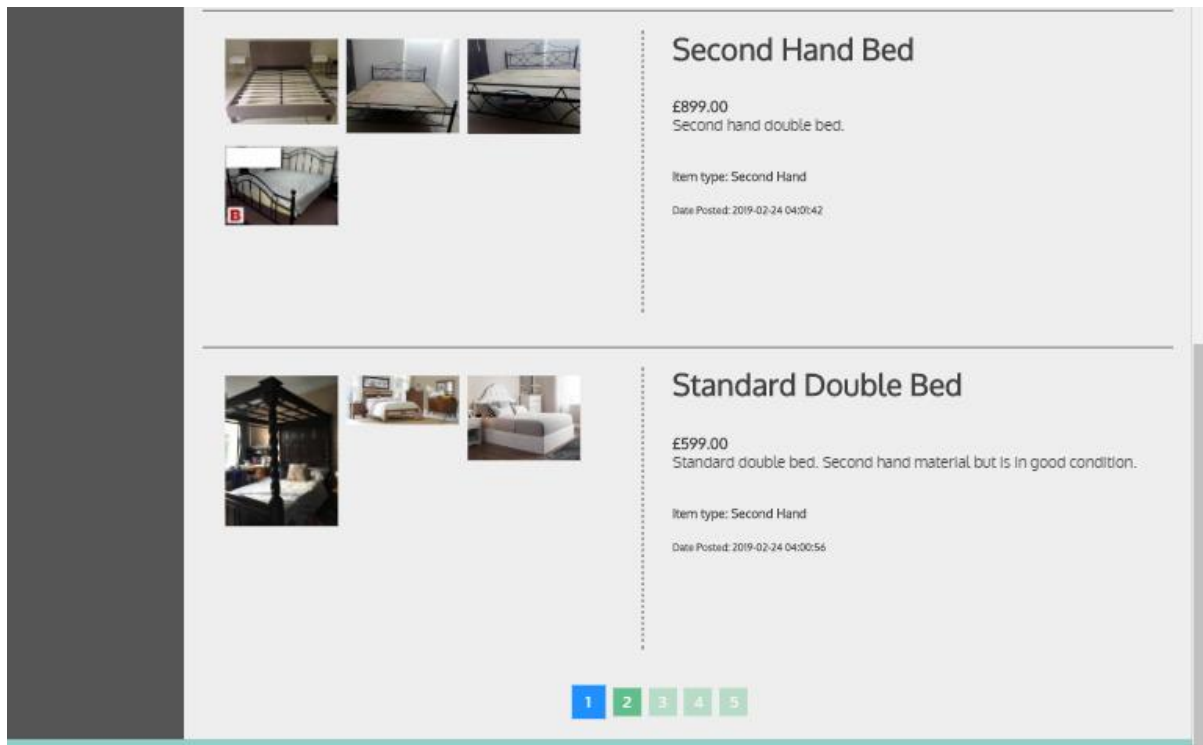 Second Hand Bed
£899.00
Second hand double bed.
Item type: Second Hand
Date Posted: 2019-02-24 04:01:42
B
Standard Double Bed
£599.00
Standard double bed. Second hand material but is in good condition.
Item type: Second Hand
Date Posted: 2019-02-24 04:00:56
1 2 3 4 5